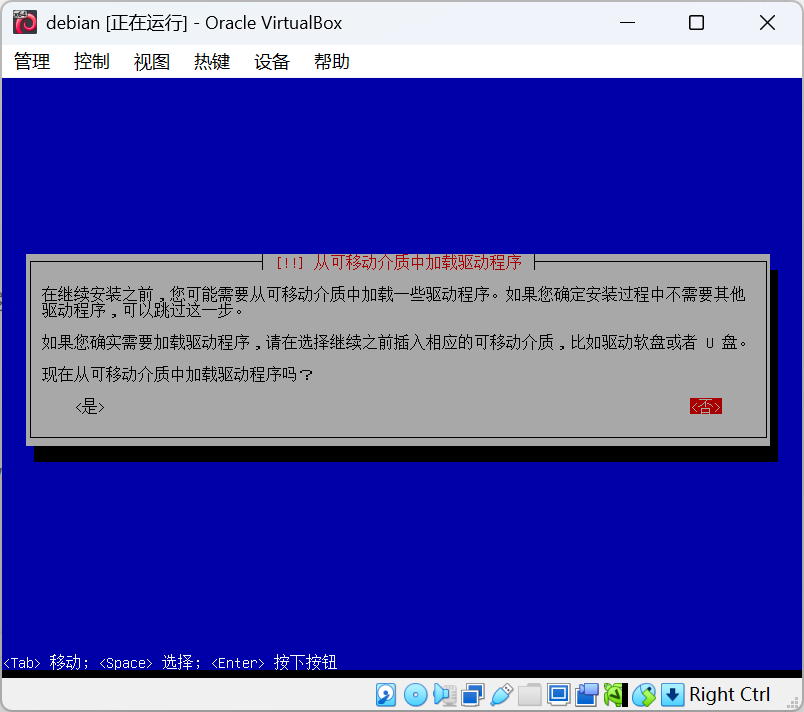 debian [正在运行] - Oracle VirtualBox
管理 控制 视图 热键 设备 帮助
[!!] 从可移动介质中加载驱动程序
在继续安装之前，您可能需要从可移动介质中加载一些驱动程序。如果您确定安装过程中不需要其他
驱动程序，可以跳过这一步。
如果您确实需要加载驱动程序，请在选择继续之前插入相应的可移动介质，比如驱动软盘或者 U 盘。
现在从可移动介质中加载驱动程序吗？
<是> <否>
<Tab> 移动; <Space> 选择; <Enter> 按下按钮
Right Ctrl